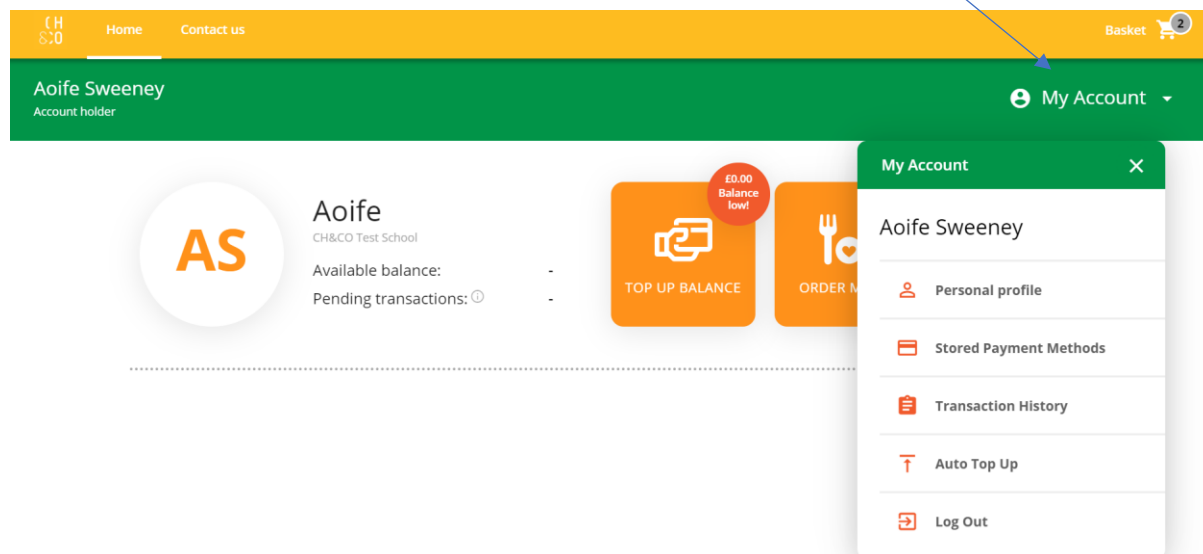 CH
&CO
Home
Contact us
Basket
2
Aoife Sweeney
Account holder
My Account
AS
Aoife
CH&CO Test School
Available balance: -
Pending transactions: -
£0.00
Balance
low!
TOP UP BALANCE
ORDER M
My Account
Aoife Sweeney
Personal profile
Stored Payment Methods
Transaction History
Auto Top Up
Log Out